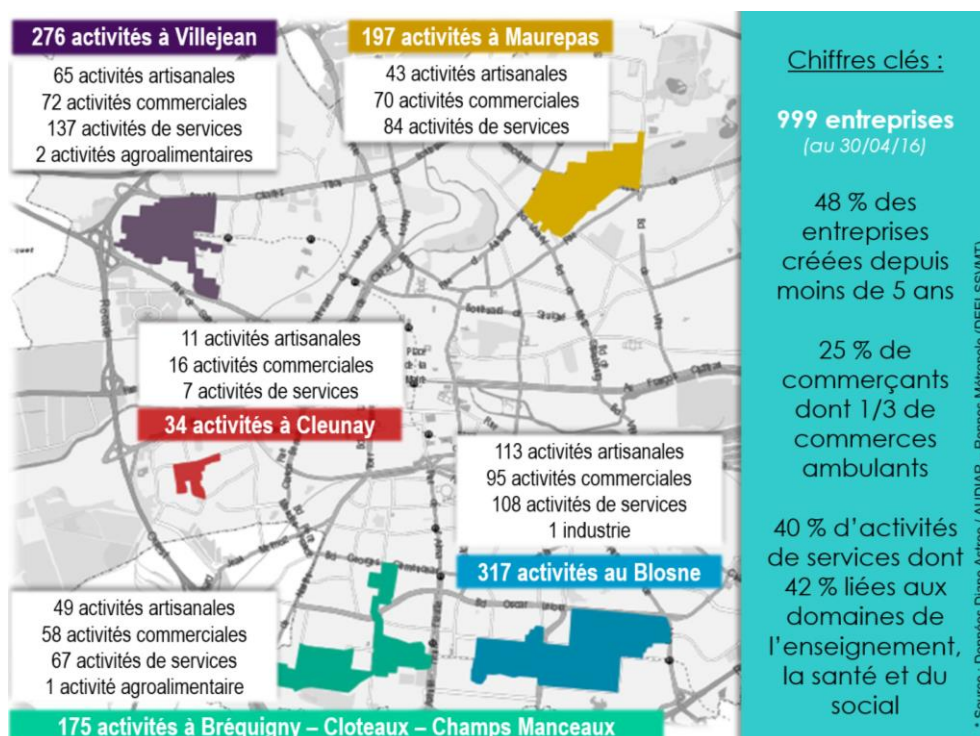 276 activités à Villejean
65 activités artisanales
72 activités commerciales
137 activités de services
2 activités agroalimentaires
197 activités à Maurepas
43 activités artisanales
70 activités commerciales
84 activités de services
11 activités artisanales
16 activités commerciales
7 activités de services
34 activités à Cleunay
113 activités artisanales
95 activités commerciales
108 activités de services
1 industrie
317 activités au Blosne
49 activités artisanales
58 activités commerciales
67 activités de services
1 activité agroalimentaire
175 activités à Bréquigny – Cloteaux – Champs Manceaux
Chiffres clés :
999 entreprises
(au 30/04/16)
48 % des
entreprises
créées depuis
moins de 5 ans
25 % de
commerçants
dont 1/3 de
commerces
ambulants
40 % d’activités
de services dont
42 % liées aux
domaines de
l’enseignement,
la santé et du
social